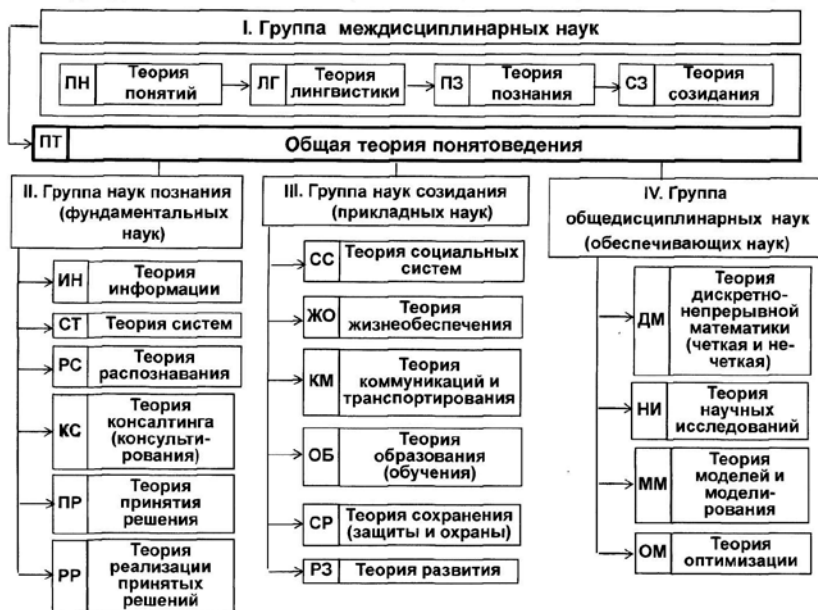 I. Группа междисциплинарных наук
ПН
Теория
понятий
ЛГ
Теория
лингвистики
ПЗ
Теория
познания
СЗ
Теория
созидания
ПТ
Общая теория понятоведения
II. Группа наук познания
(фундаментальных
наук)
ИН
Теория
информации
СТ
Теория систем
РС
Теория
распознавания
КС
Теория
консалтинга
(консульти-
рования)
ПР
Теория
принятия
решения
РР
Теория
реализации
принятых
решений
III. Группа наук созидания
(прикладных наук)
СС
Теория социальных
систем
ЖО
Теория
жизнеобеспечения
КМ
Теория
коммуникаций и
транспортирования
ОБ
Теория
образования
(обучения)
СР
Теория сохранения
(защиты и охраны)
РЗ
Теория развития
IV. Группа
общедисциплинарных наук
(обеспечивающих наук)
ДМ
Теория
дискретно-
непрерывной
математики
(четкая и не-
четкая)
НИ
Теория
научных
исследований
ММ
Теория
моделей и
модели-
рования
ОМ
Теория
оптимизации